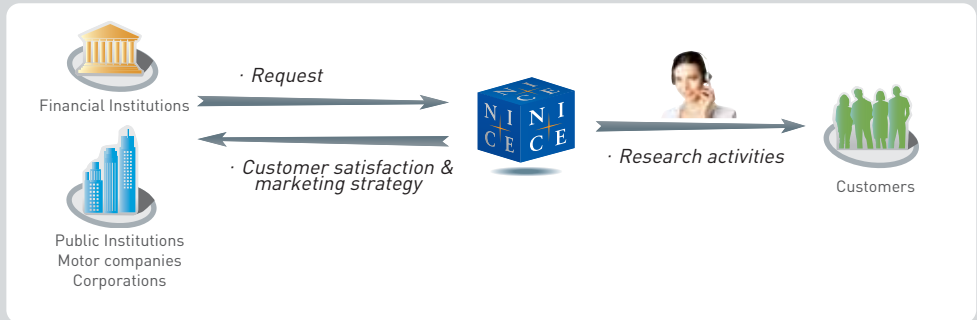 Financial Institutions
Public Institutions
Motor companies
Corporations
· Request
· Customer satisfaction &
marketing strategy
N I
C E
N I
C E
N I
C E
· Research activities
Customers